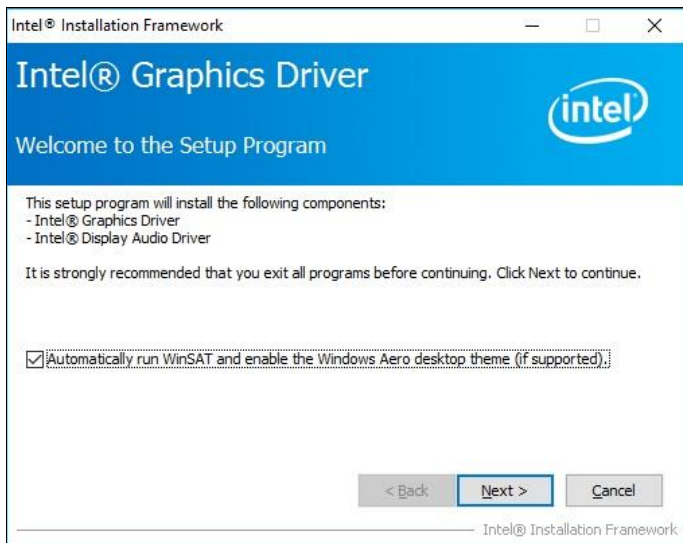 Intel® Installation Framework
Intel® Graphics Driver
intel
Welcome to the Setup Program
This setup program will install the following components:
- Intel® Graphics Driver
- Intel® Display Audio Driver
It is strongly recommended that you exit all programs before continuing. Click Next to continue.
Automatically run WinSAT and enable the Windows Aero desktop theme (if supported).
< Back
Next >
Cancel
Intel® Installation Framework